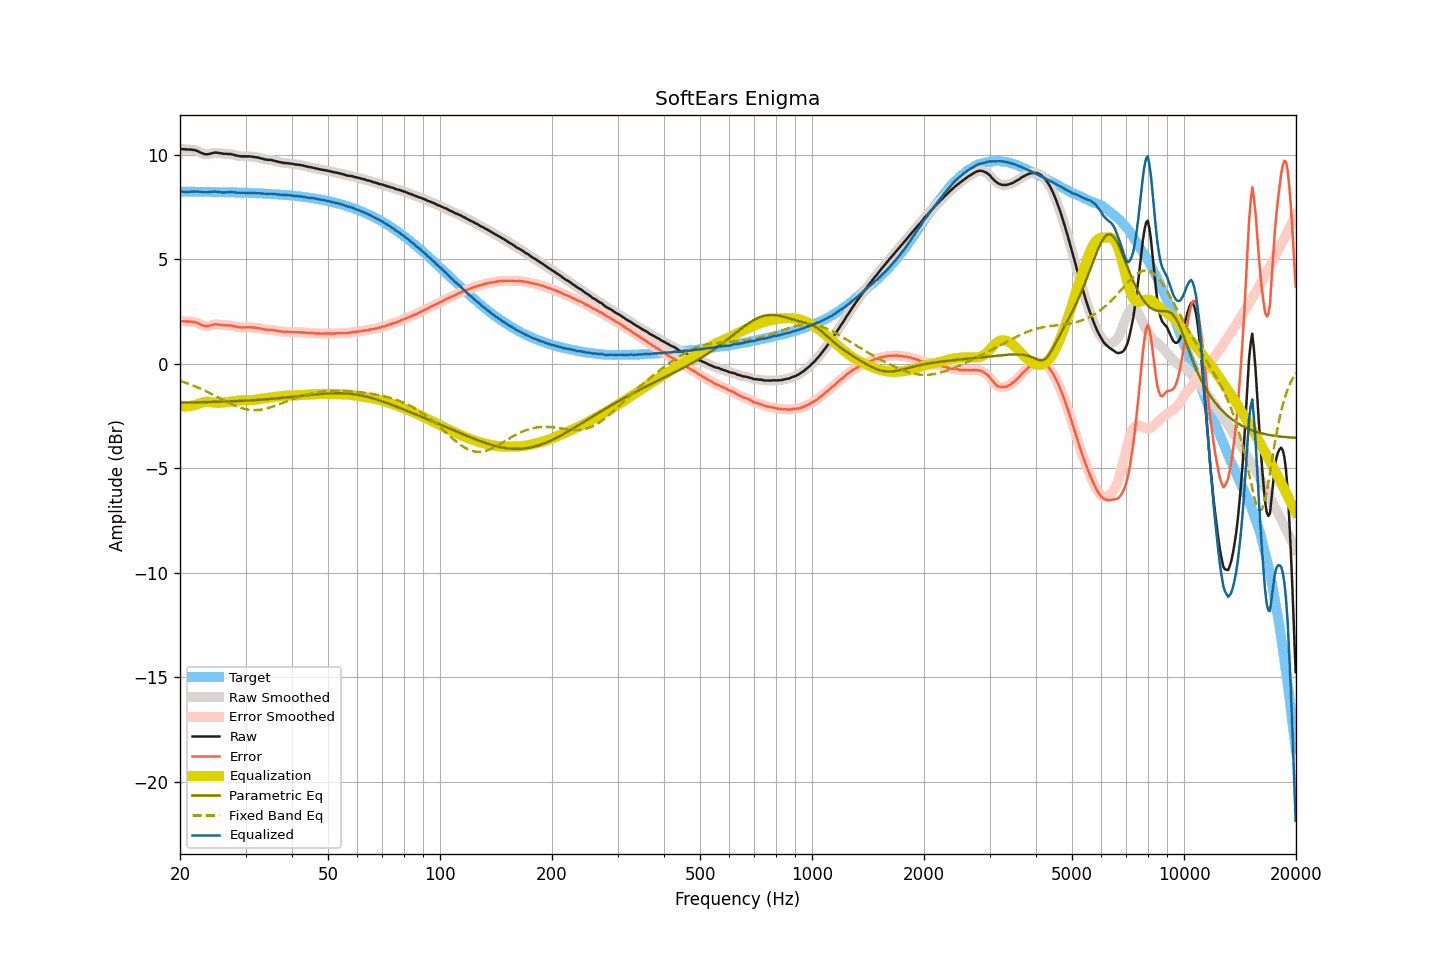 SoftEars Enigma
Amplitude (dBr)
10
5
0
−5
−10
−15
−20
Target
Raw Smoothed
Error Smoothed
Raw
Error
Equalization
Parametric Eq
Fixed Band Eq
Equalized
20 50 100 200 500 1000 2000 5000 10000 20000
Frequency (Hz)